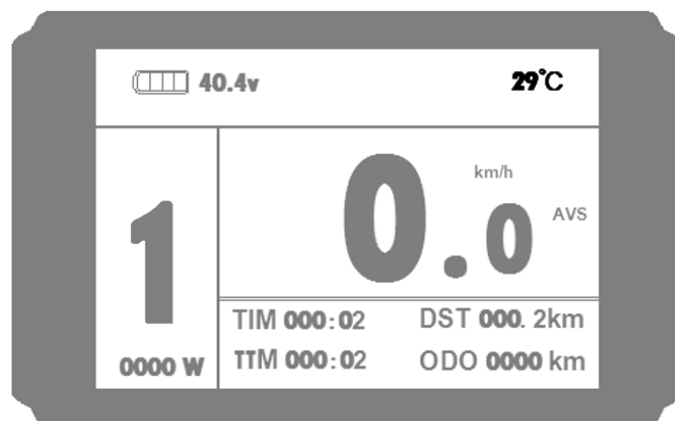 40.4v 29°C
km/h
1 0.0 AVS
TIM 000:02 DST 000. 2km
0000 W TTM 000:02 ODO 0000 km